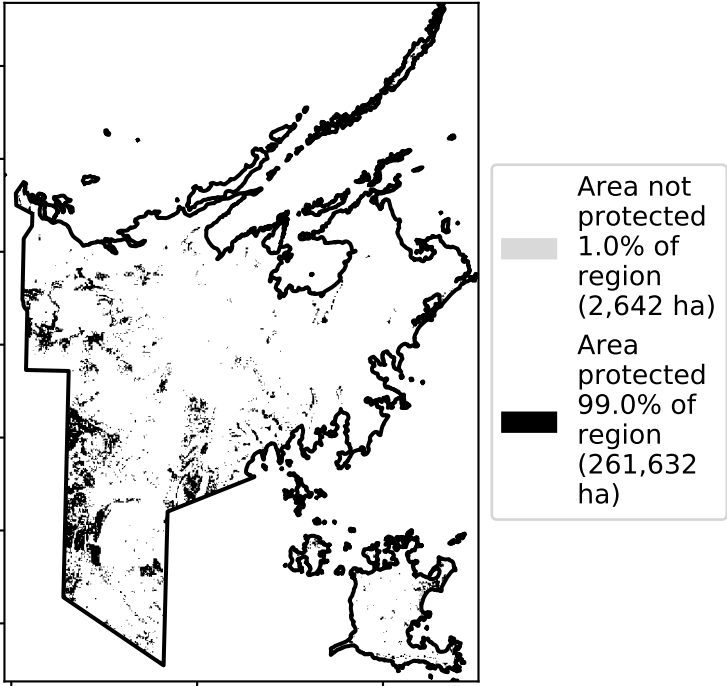 Area not
protected
1.0% of
region
(2,642 ha)
Area
protected
99.0% of
region
(261,632
ha)